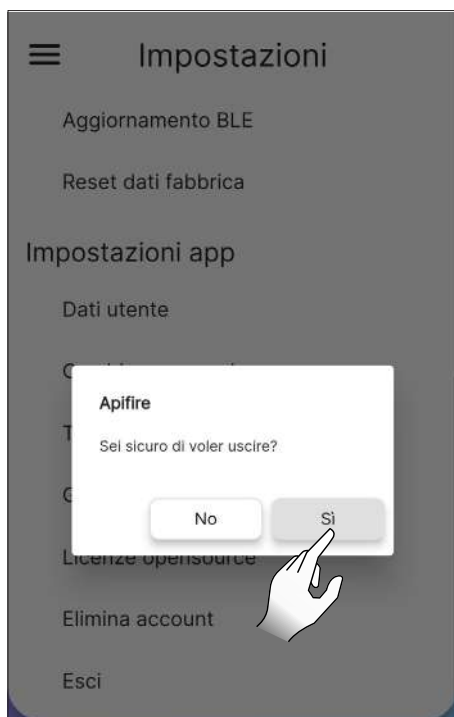 Impostazioni
Aggiornamento BLE
Reset dati fabbrica
Impostazioni app
Dati utente
Apifire
Sei sicuro di voler uscire?
No
Sì
Licenze opensource
Elimina account
Esci